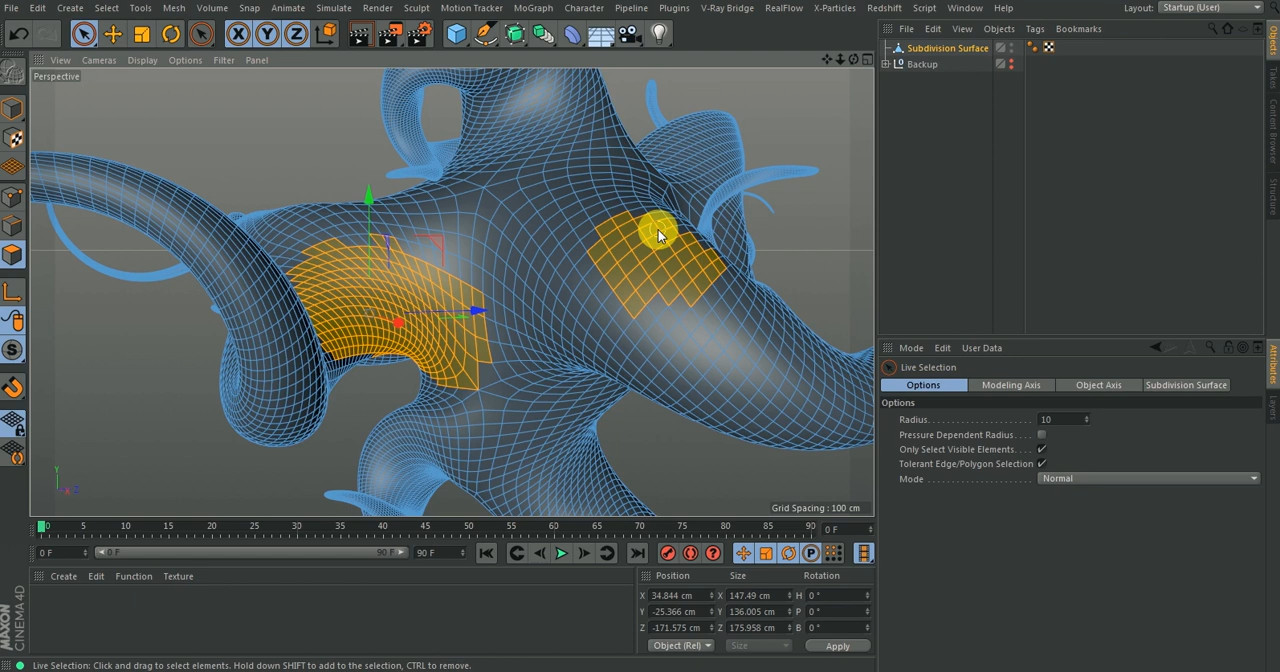 File Edit Create Select Tools Mesh Volume Snap Animate Simulate Render Sculpt Motion Tracker MoGraph Character Pipeline Plugins V-Ray Bridge RealFlow X-Particles Redshift Script Window Help Layout: Startup (User)
File Edit View Objects Tags Bookmarks
View Cameras Display Options Filter Panel
Perspective
Subdivision Surface
Backup
Objects
Takes
Content Browser
Structure
Mode Edit User Data
Live Selection
Options Modeling Axis Object Axis Subdivision Surface
Options
Radius 10
Pressure Dependent Radius
Only Select Visible Elements
Tolerant Edge/Polygon Selection
Mode Normal
Attributes
Layers
Y
Z
Grid Spacing : 100 cm
0 5 10 15 20 25 30 35 40 45 50 55 60 65 70 75 80 85 90 0 F
0 F 0 F 90 F 90 F
Create Edit Function Texture
Position Size Rotation
X 34.844 cm X 147.49 cm H 0 °
Y -25.366 cm Y 136.005 cm P 0 °
Z -171.575 cm Z 175.958 cm B 0 °
Object (Rel) Size Apply
MAXON
CINEMA 4D
Live Selection: Click and drag to select elements. Hold down SHIFT to add to the selection, CTRL to remove.